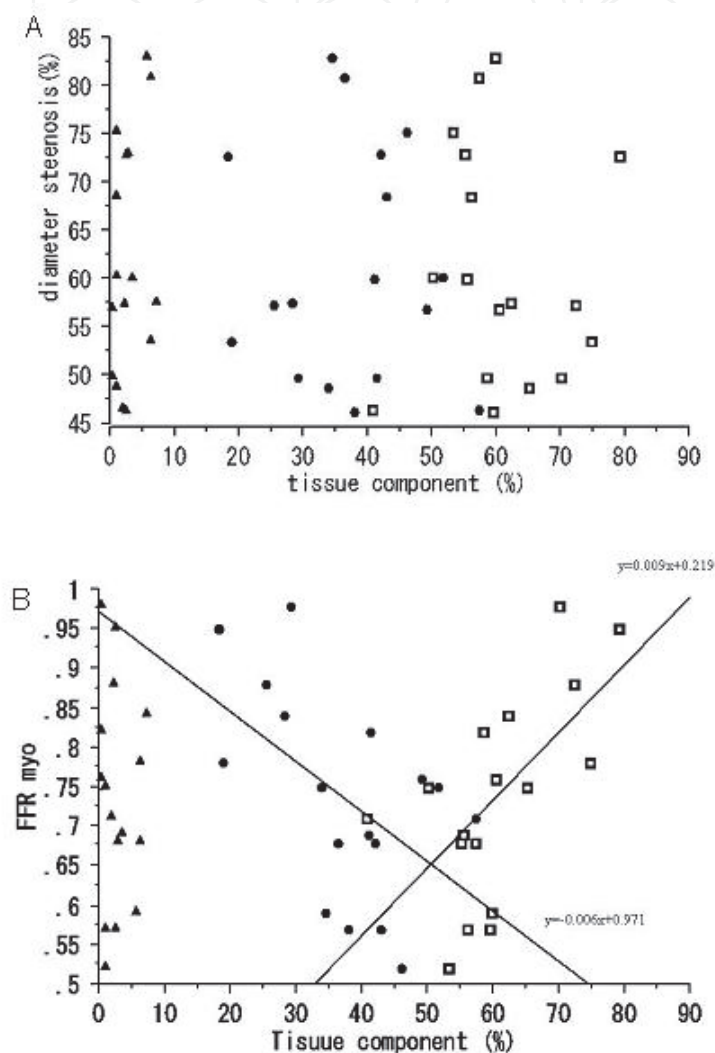 A
85
80
75
70
65
60
55
50
45
diameter steenosis(%)
0 10 20 30 40 50 60 70 80 90
tissue component (%)
y=0.009x+0.219
B
1
.95
.9
.85
.8
.75
.7
.65
.6
.55
.5
FFR myo
y=-0.006x+0.971
0 10 20 30 40 50 60 70 80 90
Tisuue component (%)